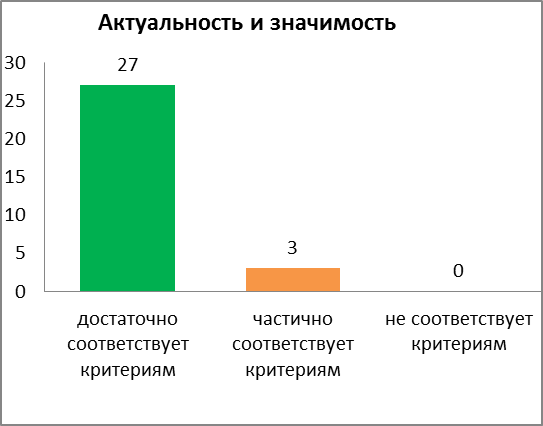 Актуальность и значимость
30
25
20
15
10
5
0
27
3
0
достаточно
соответствует
критериям
частично
соответствует
критериям
не соответствует
критериям